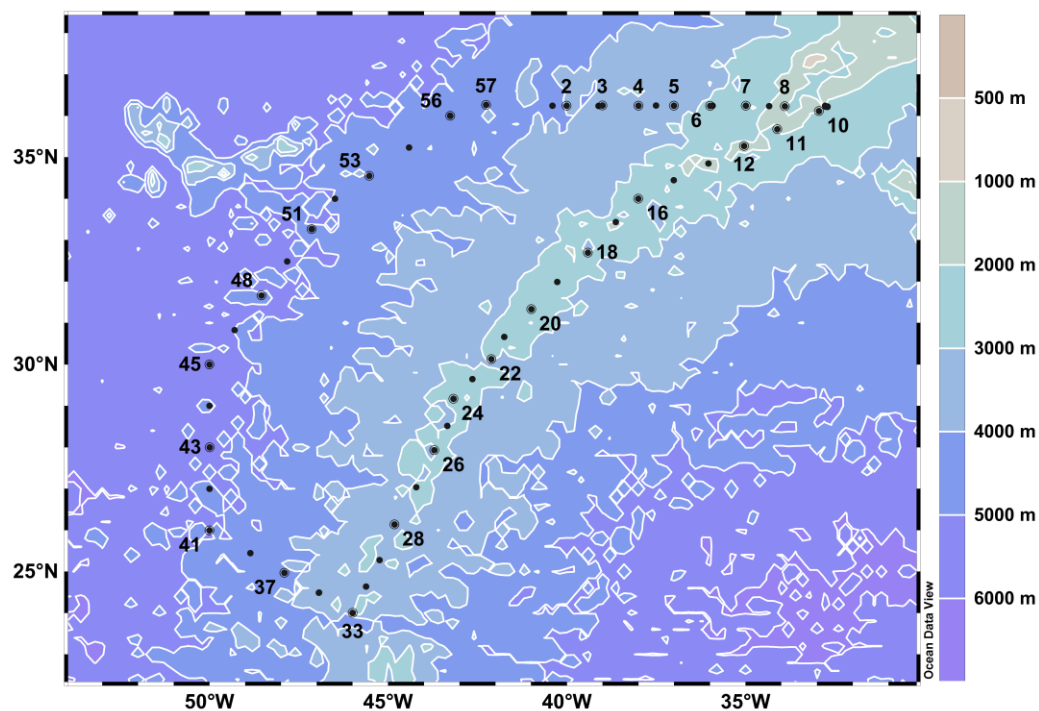 57 2 3 4 5 7 8
500 m
56
6
10
11
35°N
53
12
1000 m
51
16
18
2000 m
48
20
3000 m
30°N
45
22
24
4000 m
43
26
5000 m
41
28
25°N
37
6000 m
33
Ocean Data View
50°W 45°W 40°W 35°W